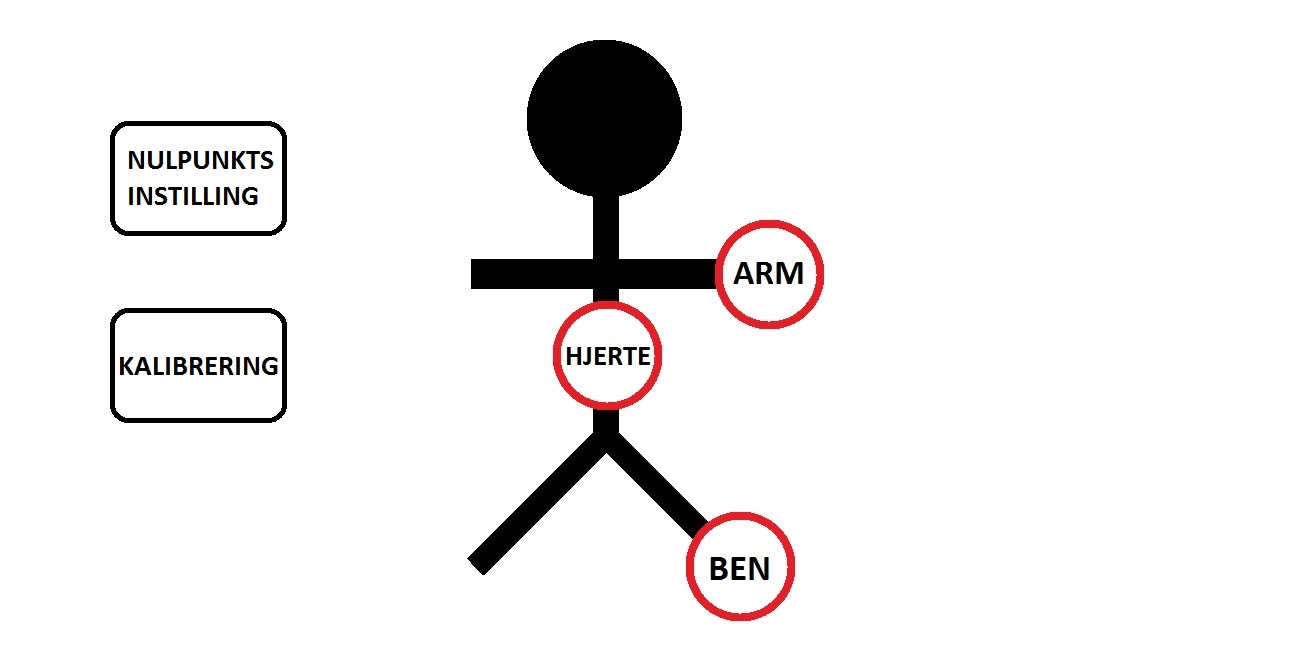 NULPUNKTS
INSTILLING
KALIBRERING
ARM
HJERTE
BEN